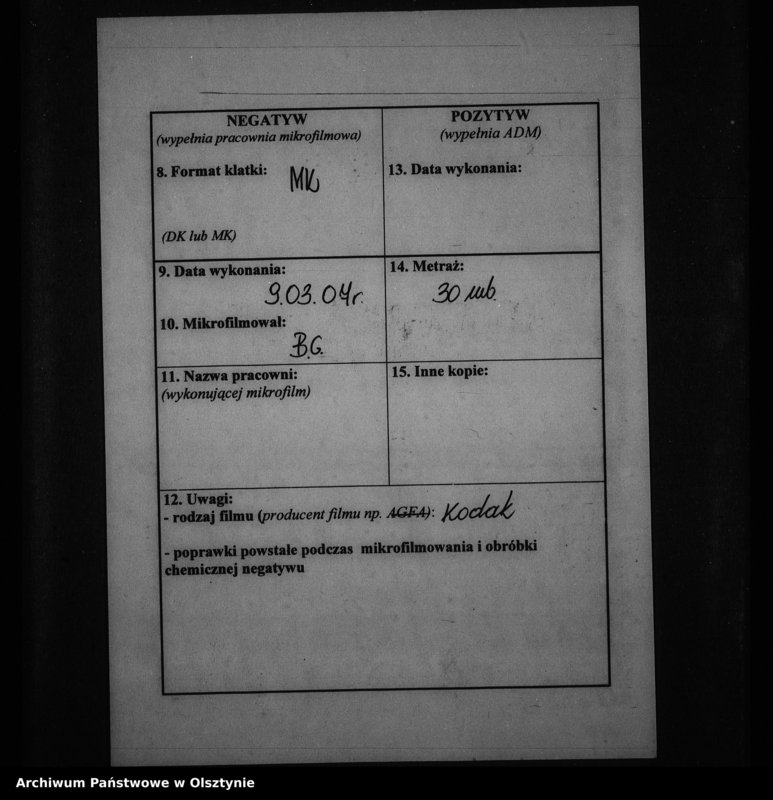 NEGATYW
(wypełnia pracownia mikrofilmowa)
8. Format klatki: MK
(DK lub MK)
POZYTYW
(wypełnia ADM)
13. Data wykonania:
9. Data wykonania:
9.03.04r.
10. Mikrofilmował:
B.G.
14. Metraż:
30 mb.
11. Nazwa pracowni:
(wykonującej mikrofilm)
15. Inne kopie:
12. Uwagi:
- rodzaj filmu (producent filmu np. AGFA): Kodak
- poprawki powstałe podczas mikrofilmowania i obróbki
chemicznej negatywu
Archiwum Państwowe w Olsztynie